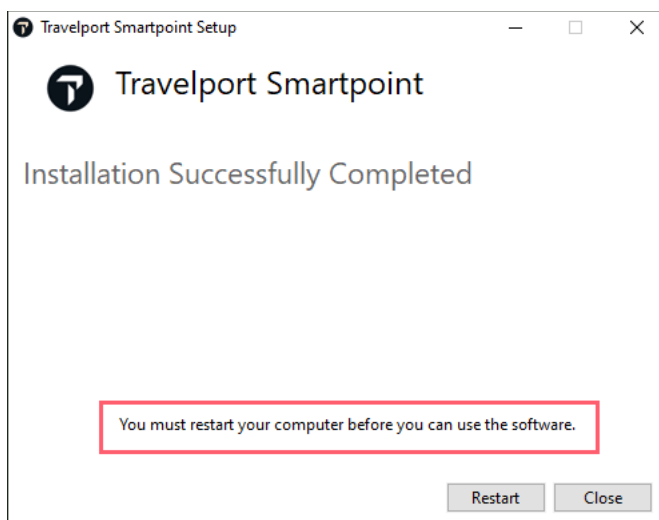 Travelport Smartpoint Setup
Travelport Smartpoint
Installation Successfully Completed
You must restart your computer before you can use the software.
Restart Close